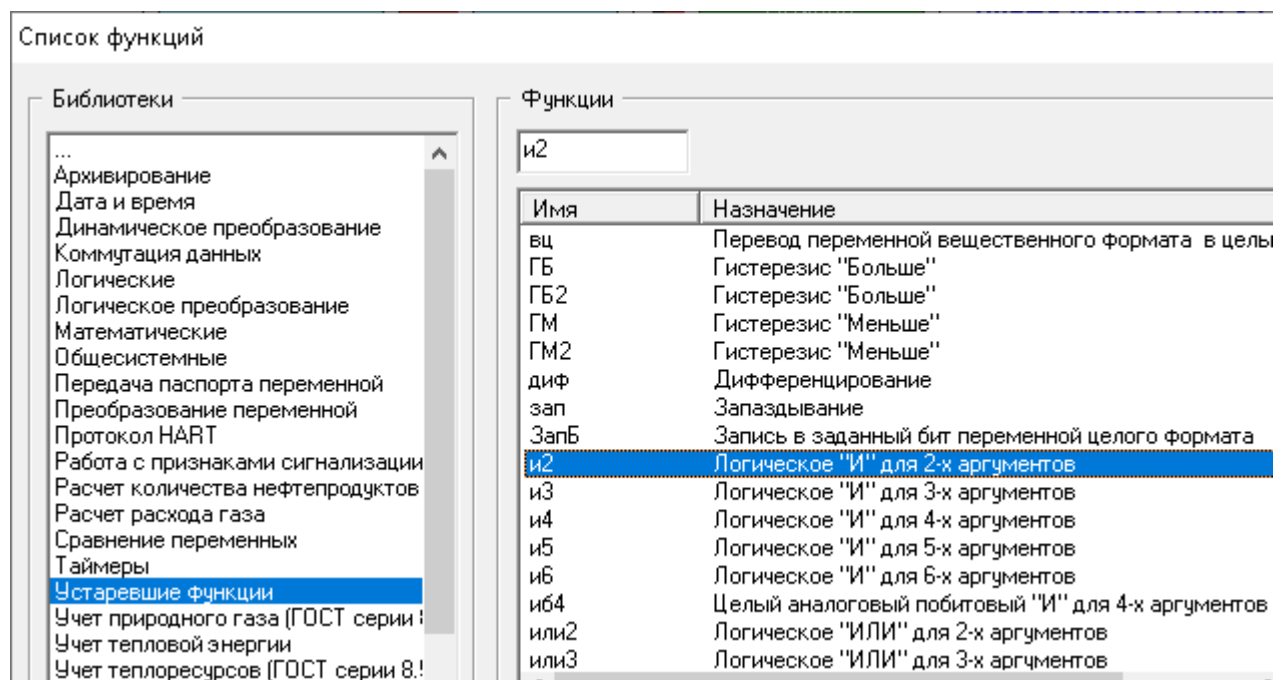 Список функций
Библиотеки
...
Архивирование
Дата и время
Динамическое преобразование
Коммутация данных
Логические
Логическое преобразование
Математические
Общесистемные
Передача паспорта переменной
Преобразование переменной
Протокол HART
Работа с признаками сигнализации
Расчет количества нефтепродуктов
Расчет расхода газа
Сравнение переменных
Таймеры
Устаревшие функции
Учет природного газа (ГОСТ серии
Учет тепловой энергии
Учет теплоресурсов (ГОСТ серии 8.
Функции
и2
Имя Назначение
вц Перевод переменной вещественного формата в целы
ГБ Гистерезис "Больше"
ГБ2 Гистерезис "Больше"
ГМ Гистерезис "Меньше"
ГМ2 Гистерезис "Меньше"
диф Дифференцирование
зап Запаздывание
ЗапБ Запись в заданный бит переменной целого формата
и2 Логическое "И" для 2-х аргументов
и3 Логическое "И" для 3-х аргументов
и4 Логическое "И" для 4-х аргументов
и5 Логическое "И" для 5-х аргументов
и6 Логическое "И" для 6-х аргументов
иб4 Целый аналоговый побитовый "И" для 4-х аргументов
или2 Логическое "ИЛИ" для 2-х аргументов
или3 Логическое "ИЛИ" для 3-х аргументов